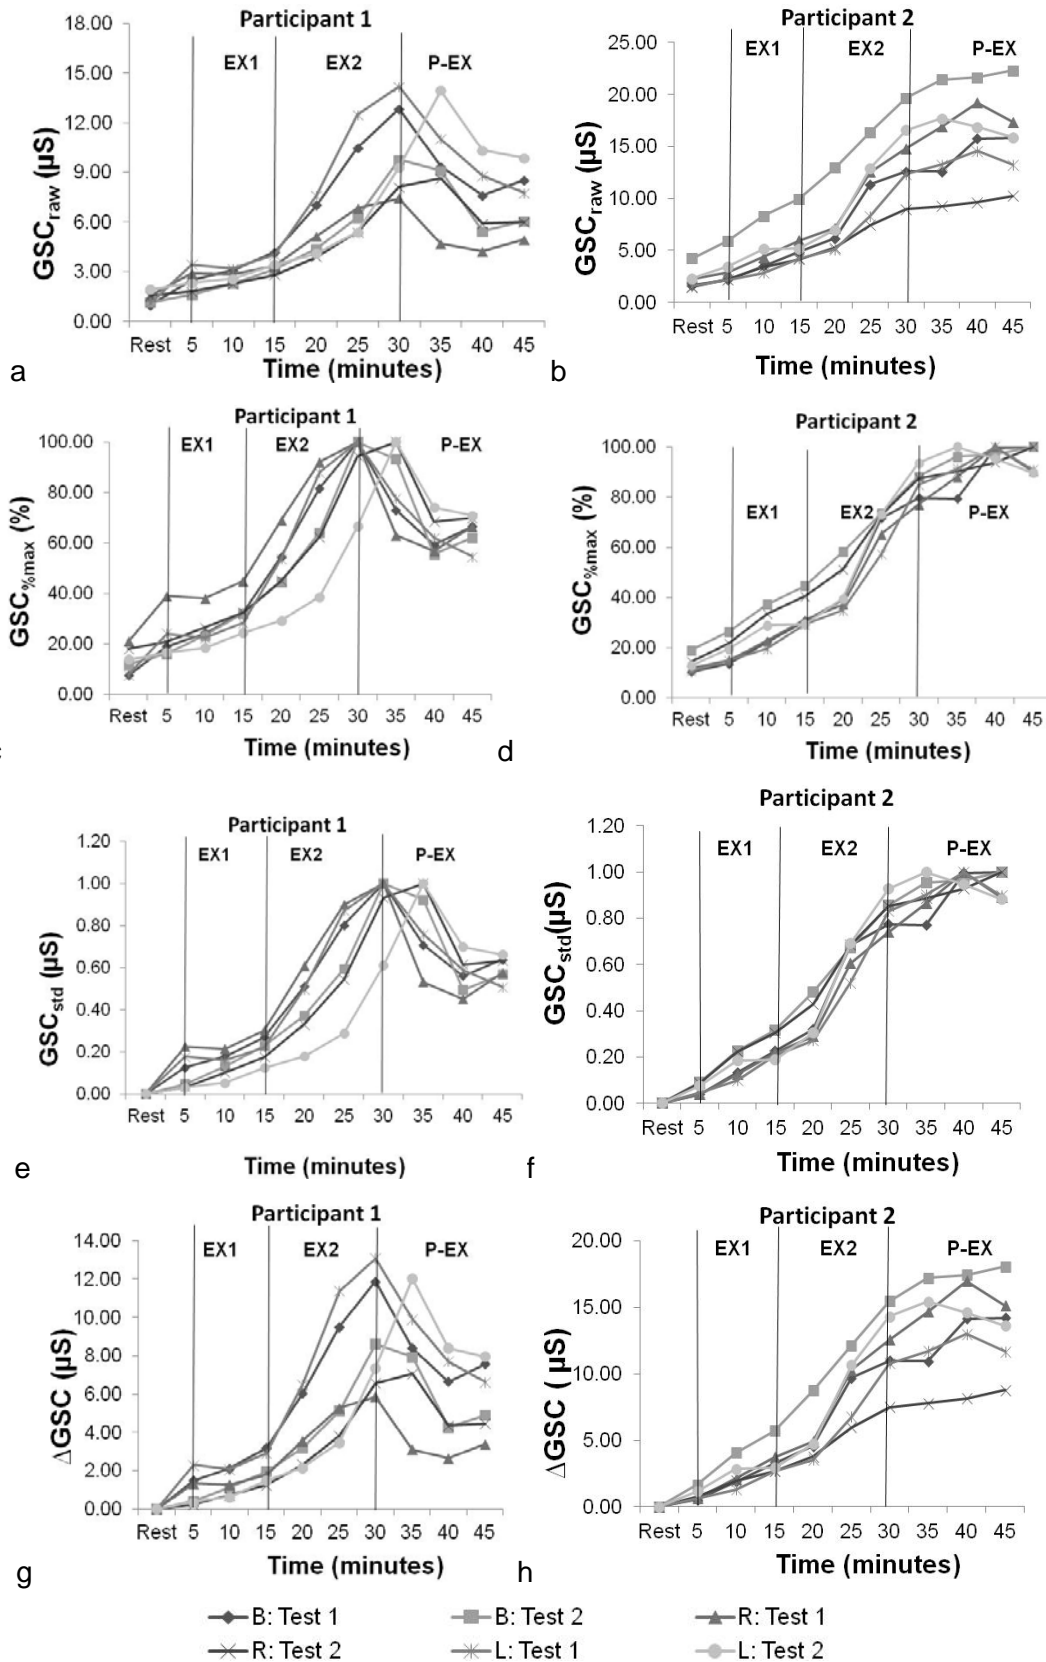 Participant 1
18.00
15.00
12.00
9.00
6.00
3.00
0.00
GSCraw (µS)
EX1 EX2 P-EX
Rest 5 10 15 20 25 30 35 40 45
Time (minutes)
a
Participant 2
25.00
20.00
15.00
10.00
5.00
0.00
GSCraw (µS)
EX1 EX2 P-EX
Rest 5 10 15 20 25 30 35 40 45
Time (minutes)
b
Participant 1
100.00
80.00
60.00
40.00
20.00
0.00
GSC%max (%)
EX1 EX2 P-EX
Rest 5 10 15 20 25 30 35 40 45
Time (minutes)
Participant 2
100.00
80.00
60.00
40.00
20.00
0.00
GSC%max (%)
EX1 EX2 P-EX
Rest 5 10 15 20 25 30 35 40 45
Time (minutes)
d
Participant 1
1.20
1.00
0.80
0.60
0.40
0.20
0.00
GSCstd (µS)
EX1 EX2 P-EX
Rest 5 10 15 20 25 30 35 40 45
Time (minutes)
e
Participant 2
1.20
1.00
0.80
0.60
0.40
0.20
0.00
GSCstd(µS)
EX1 EX2 P-EX
Rest 5 10 15 20 25 30 35 40 45
Time (minutes)
f
Participant 1
14.00
12.00
10.00
8.00
6.00
4.00
2.00
0.00
ΔGSC (µS)
EX1 EX2 P-EX
Rest 5 10 15 20 25 30 35 40 45
Time (minutes)
g
Participant 2
20.00
15.00
10.00
5.00
0.00
ΔGSC ( µS)
EX1 EX2 P-EX
Rest 5 10 15 20 25 30 35 40 45
Time (minutes)
h
B: Test 1 B: Test 2 R: Test 1
R: Test 2 L: Test 1 L: Test 2